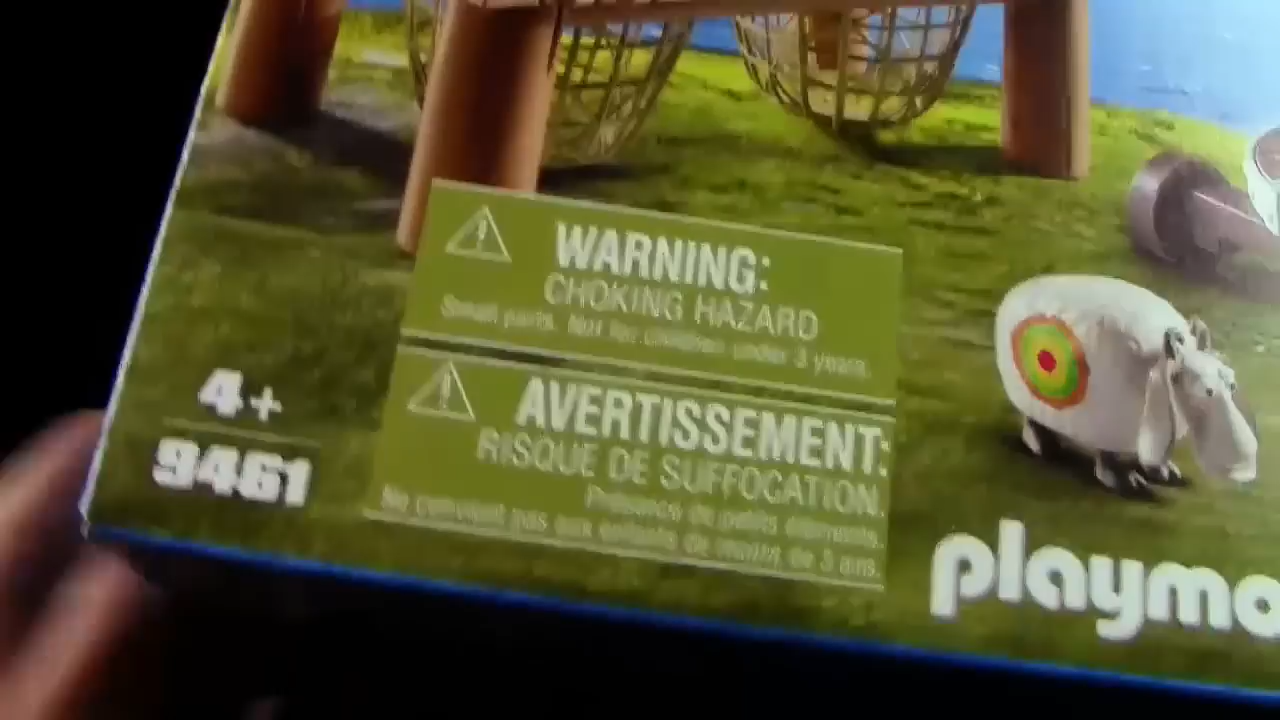 WARNING:
CHOKING HAZARD
Small parts. Not for children under 3 years.
AVERTISSEMENT:
RISQUE DE SUFFOCATION.
Présence de petits éléments.
Ne convient pas aux enfants de moins de 3 ans.
4+
9461
playmo